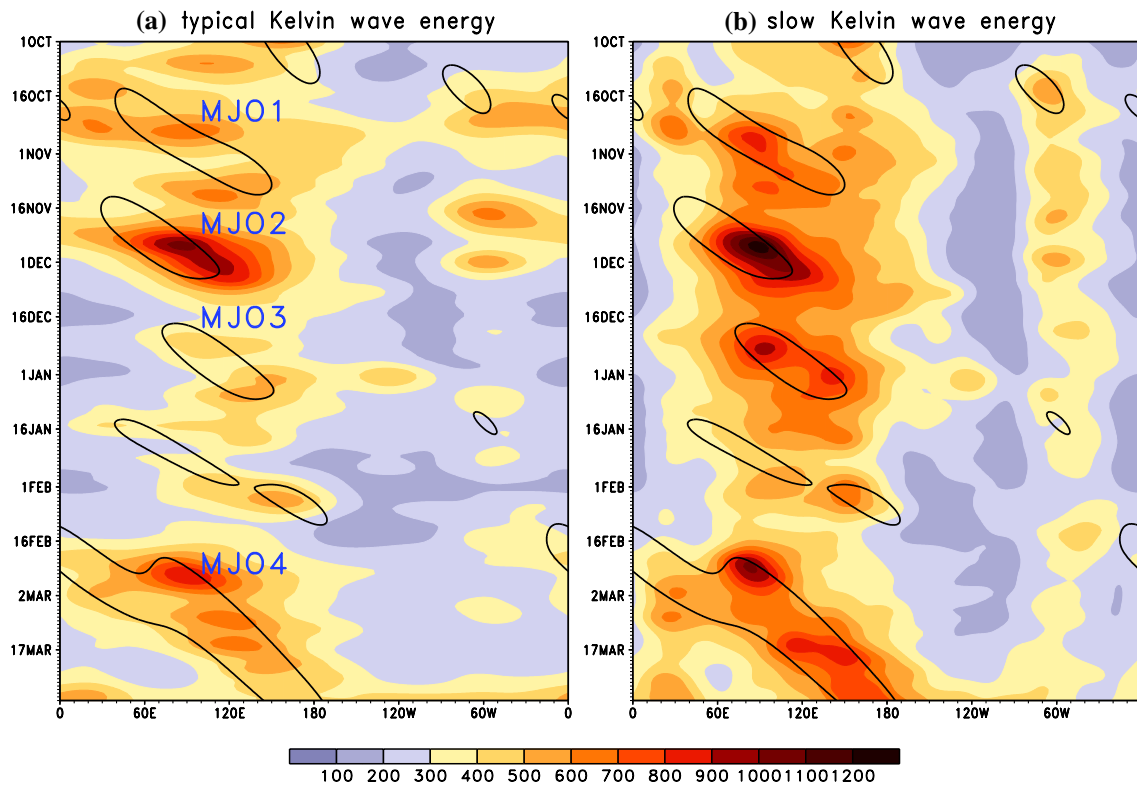 (a) typical Kelvin wave energy
(b) slow Kelvin wave energy
1OCT
16OCT
1NOV
16NOV
1DEC
16DEC
1JAN
16JAN
1FEB
16FEB
2MAR
17MAR
MJO1
MJO2
MJO3
MJO4
0 60E 120E 180 120W 60W 0
1OCT
16OCT
1NOV
16NOV
1DEC
16DEC
1JAN
16JAN
1FEB
16FEB
2MAR
17MAR
0 60E 120E 180 120W 60W
100 200 300 400 500 600 700 800 900 1000 1100 1200